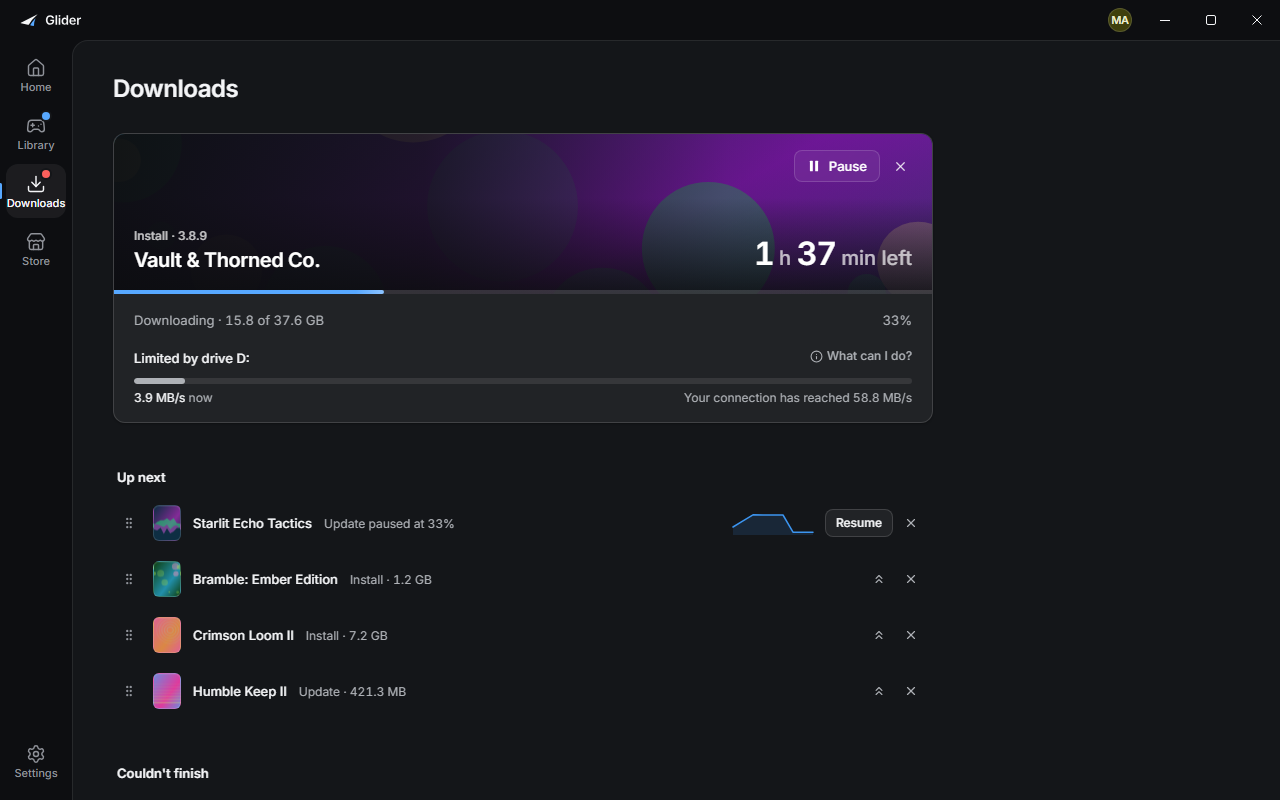 Glider
MA
Home
Library
Downloads
Store
Settings
Downloads
Pause
Install · 3.8.9
Vault & Thorned Co.
1 h 37 min left
Downloading · 15.8 of 37.6 GB
33%
Limited by drive D:
What can I do?
3.9 MB/s now
Your connection has reached 58.8 MB/s
Up next
Starlit Echo Tactics Update paused at 33%
Resume
Bramble: Ember Edition Install · 1.2 GB
Crimson Loom II Install · 7.2 GB
Humble Keep II Update · 421.3 MB
Couldn't finish